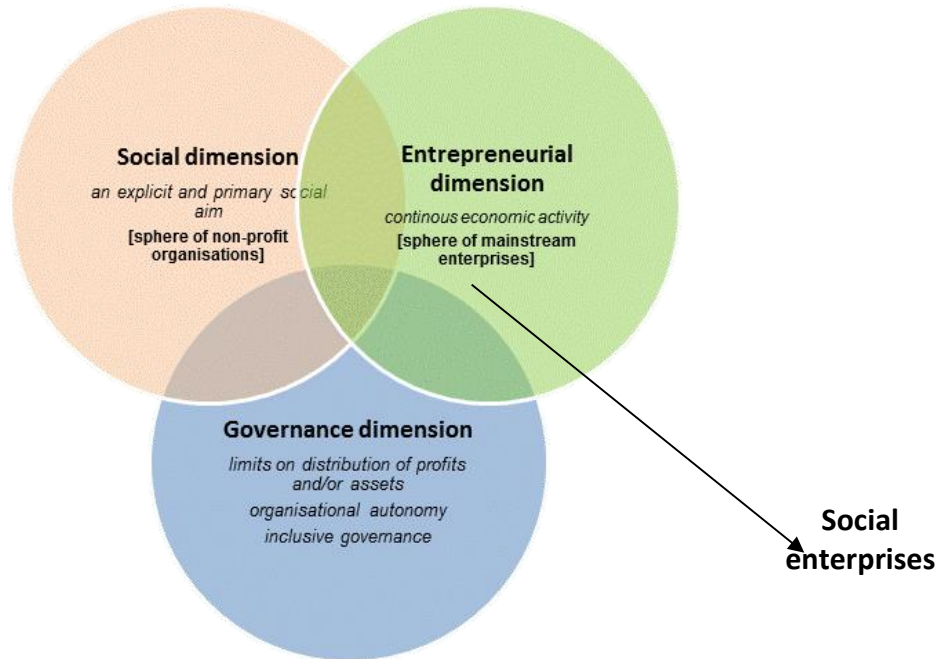 Social dimension
an explicit and primary social
aim
[sphere of non-profit
organisations]
Entrepreneurial
dimension
continous economic activity
[sphere of mainstream
enterprises]
Governance dimension
limits on distribution of profits
and/or assets
organisational autonomy
inclusive governance
Social
enterprises